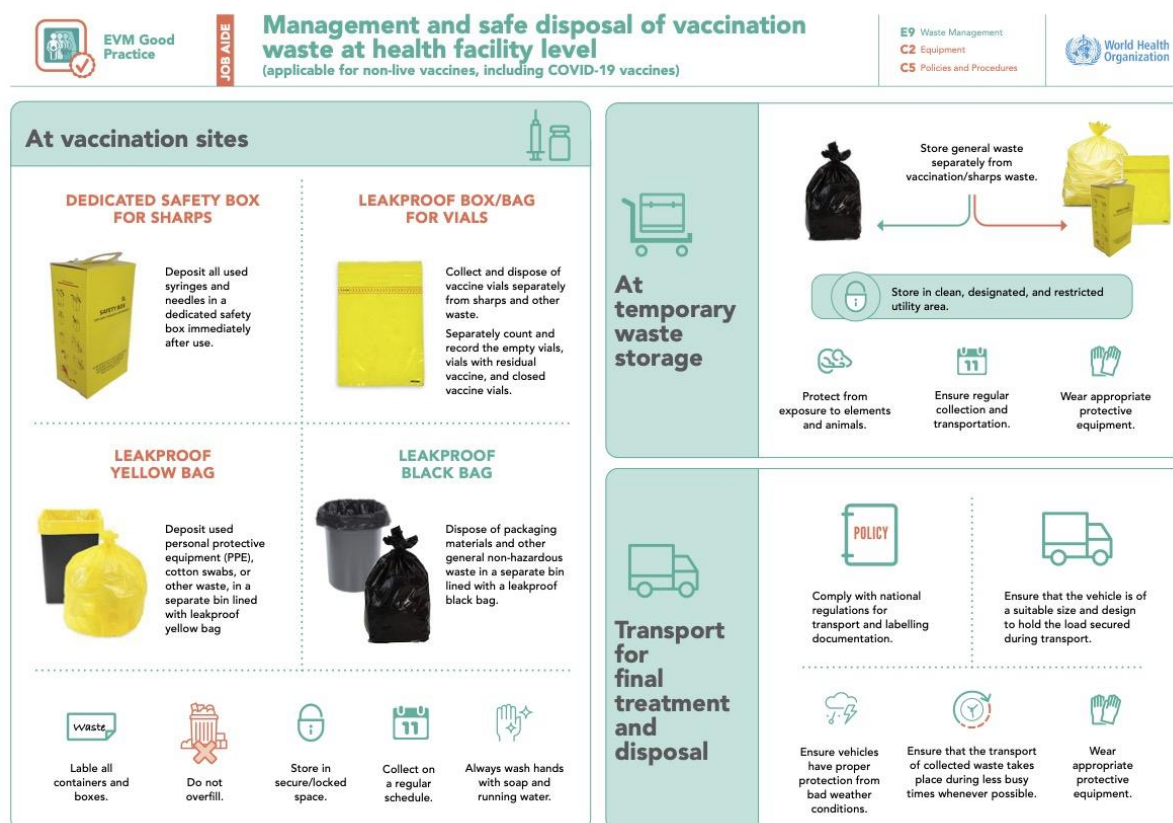 EVM Good
Practice
JOB AIDE
Management and safe disposal of vaccination
waste at health facility level
(applicable for non-live vaccines, including COVID-19 vaccines)
E9 Waste Management
C2 Equipment
C5 Policies and Procedures
World Health
Organization
At vaccination sites
DEDICATED SAFETY BOX
FOR SHARPS
SAFETY BOX
Deposit all used
syringes and
needles in a
dedicated safety
box immediately
after use.
LEAKPROOF BOX/BAG
FOR VIALS
Collect and dispose of
vaccine vials separately
from sharps and other
waste.
Separately count and
record the empty vials,
vials with residual
vaccine, and closed
vaccine vials.
LEAKPROOF
YELLOW BAG
Deposit used
personal protective
equipment (PPE),
cotton swabs, or
other waste, in a
separate bin lined
with leakproof
yellow bag
LEAKPROOF
BLACK BAG
Dispose of packaging
materials and other
general non-hazardous
waste in a separate bin
lined with a leakproof
black bag.
Waste
Lable all
containers and
boxes.
Do not
overfill.
Store in
secure/locked
space.
11
Collect on
a regular
schedule.
Always wash hands
with soap and
running water.
At
temporary
waste
storage
Store general waste
separately from
vaccination/sharps waste.
Store in clean, designated, and restricted
utility area.
Protect from
exposure to elements
and animals.
11
Ensure regular
collection and
transportation.
Wear appropriate
protective
equipment.
Transport
for
final
treatment
and
disposal
POLICY
Comply with national
regulations for
transport and labelling
documentation.
Ensure that the vehicle is of
a suitable size and design
to hold the load secured
during transport.
Ensure vehicles
have proper
protection from
bad weather
conditions.
Ensure that the transport
of collected waste takes
place during less busy
times whenever possible.
Wear
appropriate
protective
equipment.